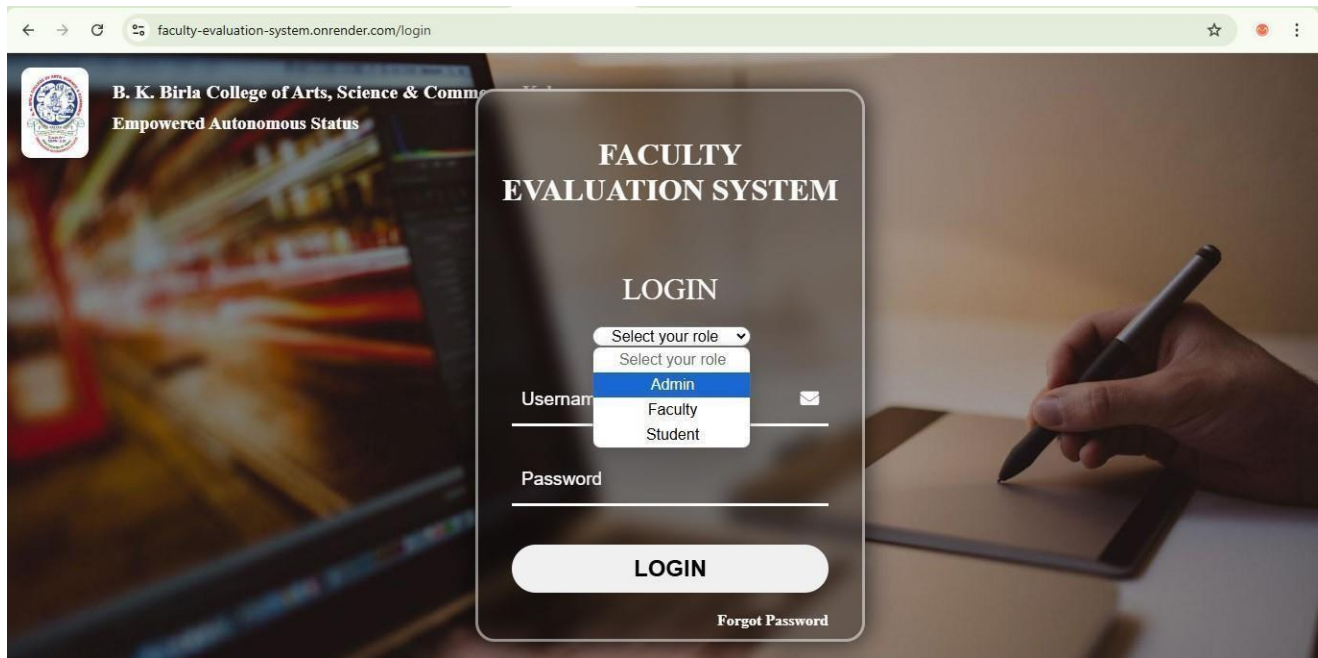 faculty-evaluation-system.onrender.com/login
B. K. Birla College of Arts, Science & Comme
Empowered Autonomous Status
FACULTY
EVALUATION SYSTEM
LOGIN
Select your role
Select your role
Admin
Faculty
Student
Usernam
Password
LOGIN
Forgot Password